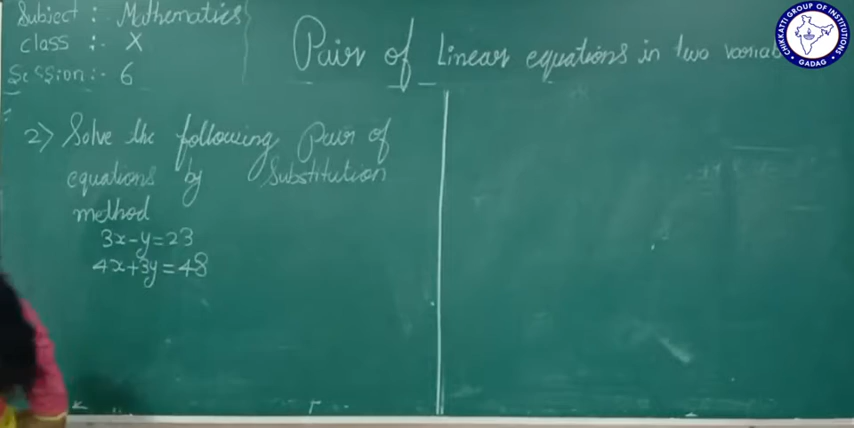 Subject :- Mathematics
Class :- X
Session :- 6
Pair of Linear equations in two
2> Solve the following Pair of
equations by Substitution
method
3x-y=23
4x+3y=48
CHIKKATTI GROUP OF INSTITUTIONS
GADAG